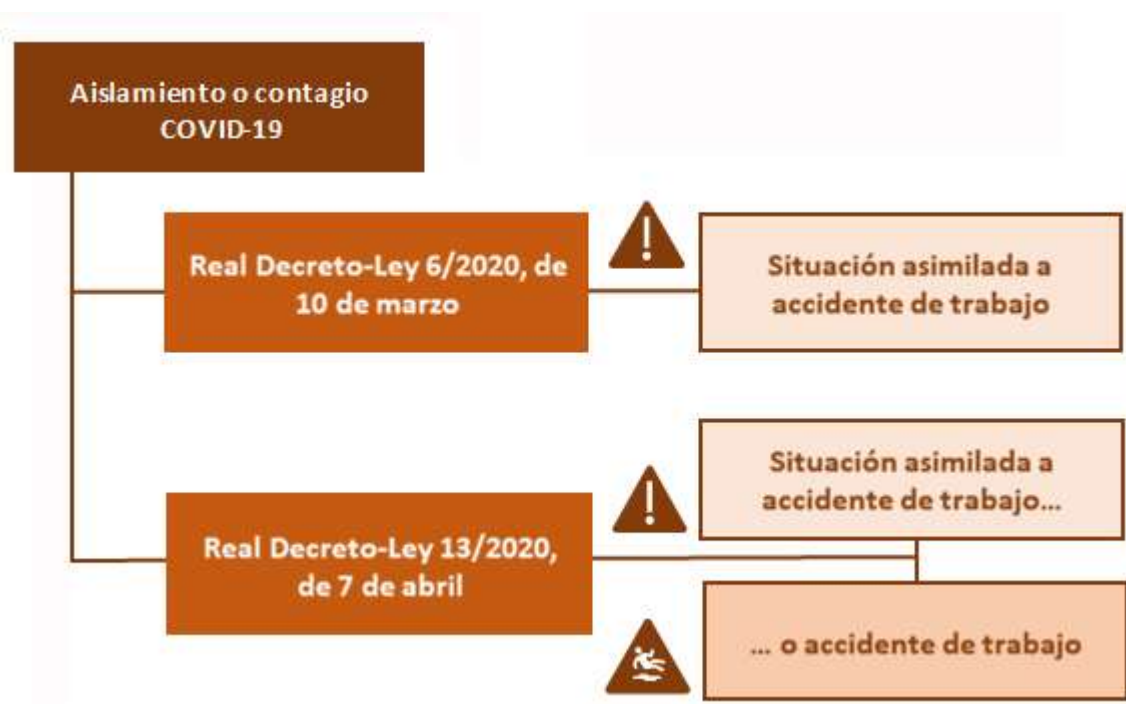 Aislamiento o contagio
COVID-19
Real Decreto-Ley 6/2020, de
10 de marzo
Situación asimilada a
accidente de trabajo
Situación asimilada a
accidente de trabajo...
Real Decreto-Ley 13/2020,
de 7 de abril
... o accidente de trabajo